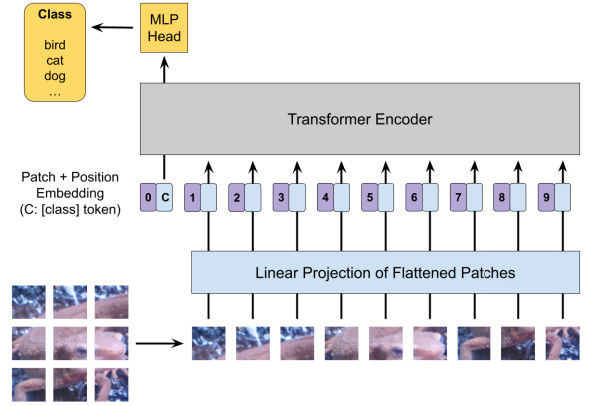 Class
bird
cat
dog
...
MLP
Head
Transformer Encoder
Patch + Position
Embedding
(C: [class] token)
0 C 1 2 3 4 5 6 7 8 9
Linear Projection of Flattened Patches